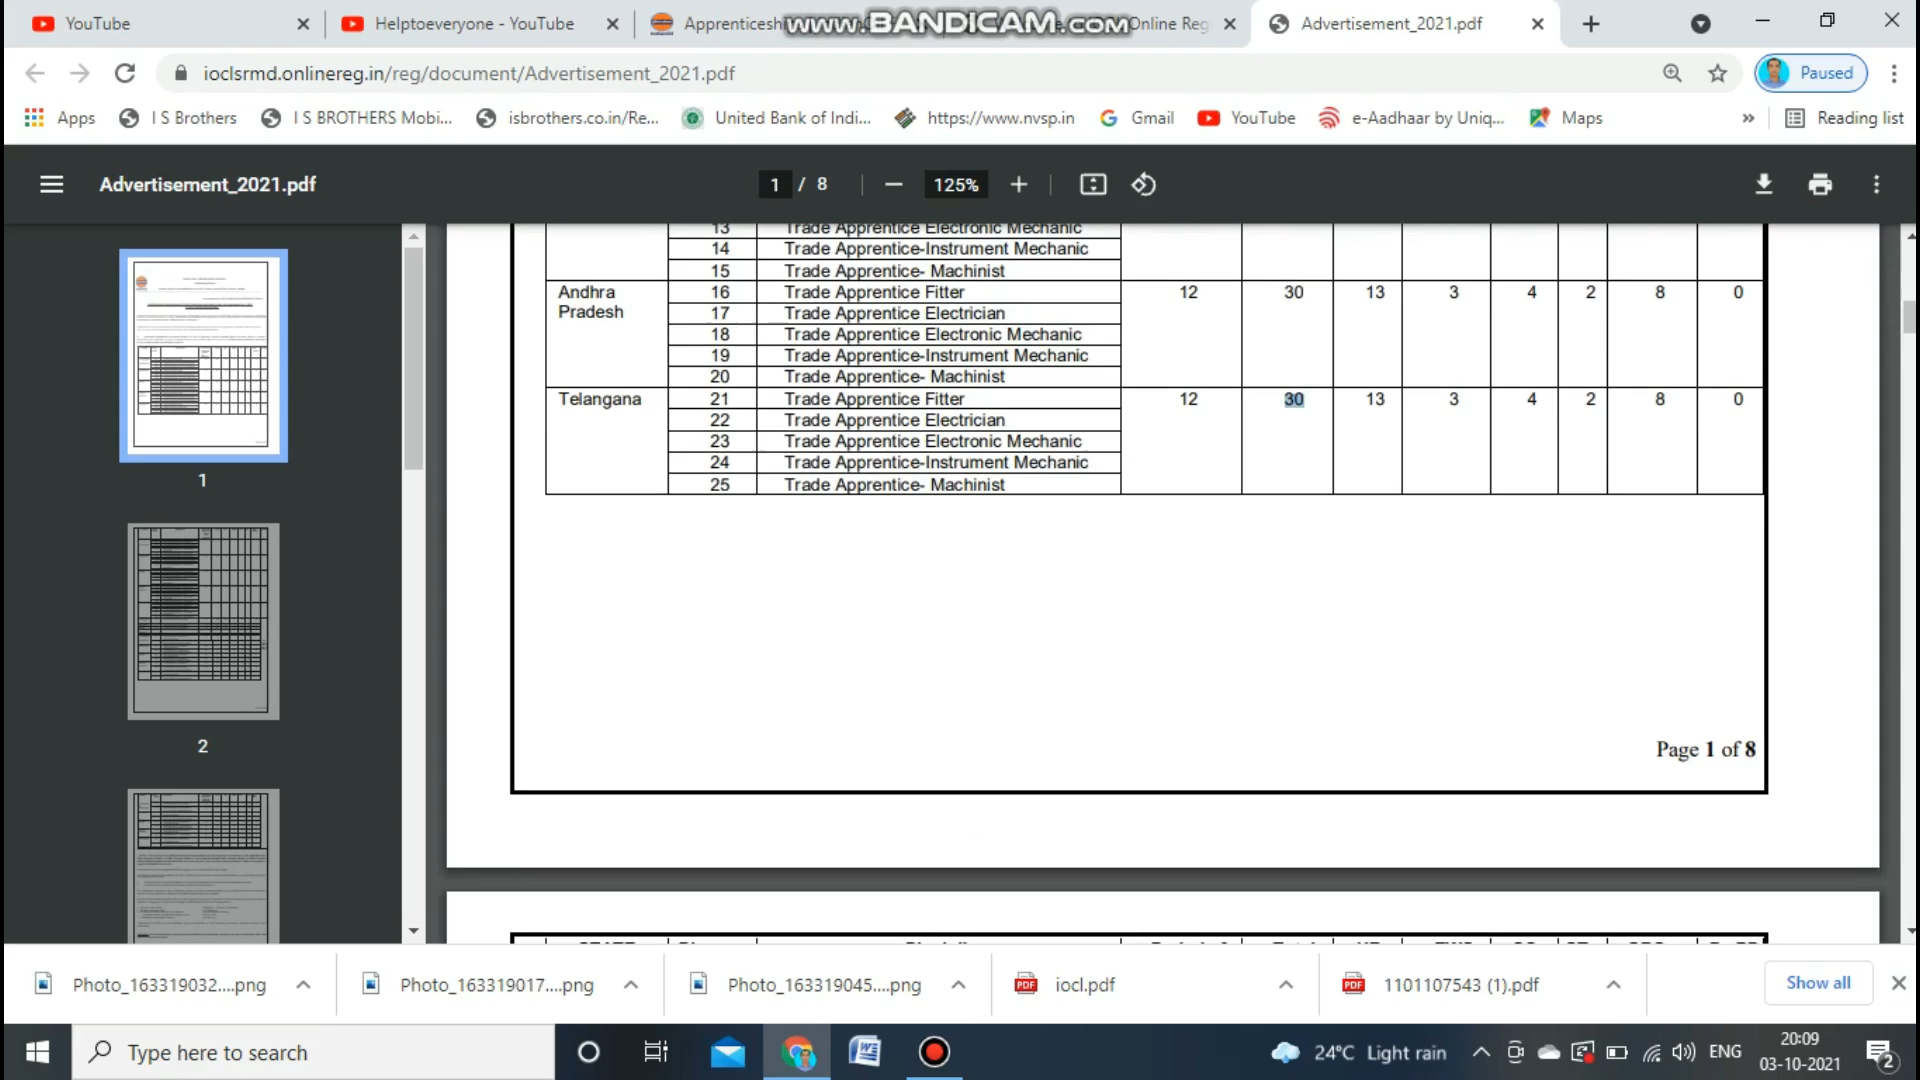 YouTube
Helptoeveryone - YouTube
Apprenticeshi
Online Reg
Advertisement_2021.pdf
www.BANDICAM.com
ioclsrmd.onlinereg.in/reg/document/Advertisement_2021.pdf
Paused
Apps
I S Brothers
I S BROTHERS Mobi...
isbrothers.co.in/Re...
United Bank of Indi...
https://www.nvsp.in
Gmail
YouTube
e-Aadhaar by Uniq...
Maps
»
Reading list
Advertisement_2021.pdf
1 / 8
125%
13 Trade Apprentice Electronic Mechanic
14 Trade Apprentice-Instrument Mechanic
15 Trade Apprentice- Machinist
Andhra Pradesh 16 Trade Apprentice Fitter 12 30 13 3 4 2 8 0
17 Trade Apprentice Electrician
18 Trade Apprentice Electronic Mechanic
19 Trade Apprentice-Instrument Mechanic
20 Trade Apprentice- Machinist
Telangana 21 Trade Apprentice Fitter 12 30 13 3 4 2 8 0
22 Trade Apprentice Electrician
23 Trade Apprentice Electronic Mechanic
24 Trade Apprentice-Instrument Mechanic
25 Trade Apprentice- Machinist
Page 1 of 8
1
2
Photo_163319032....png
Photo_163319017....png
Photo_163319045....png
iocl.pdf
1101107543 (1).pdf
Show all
Type here to search
24°C Light rain
ENG
20:09
03-10-2021
2